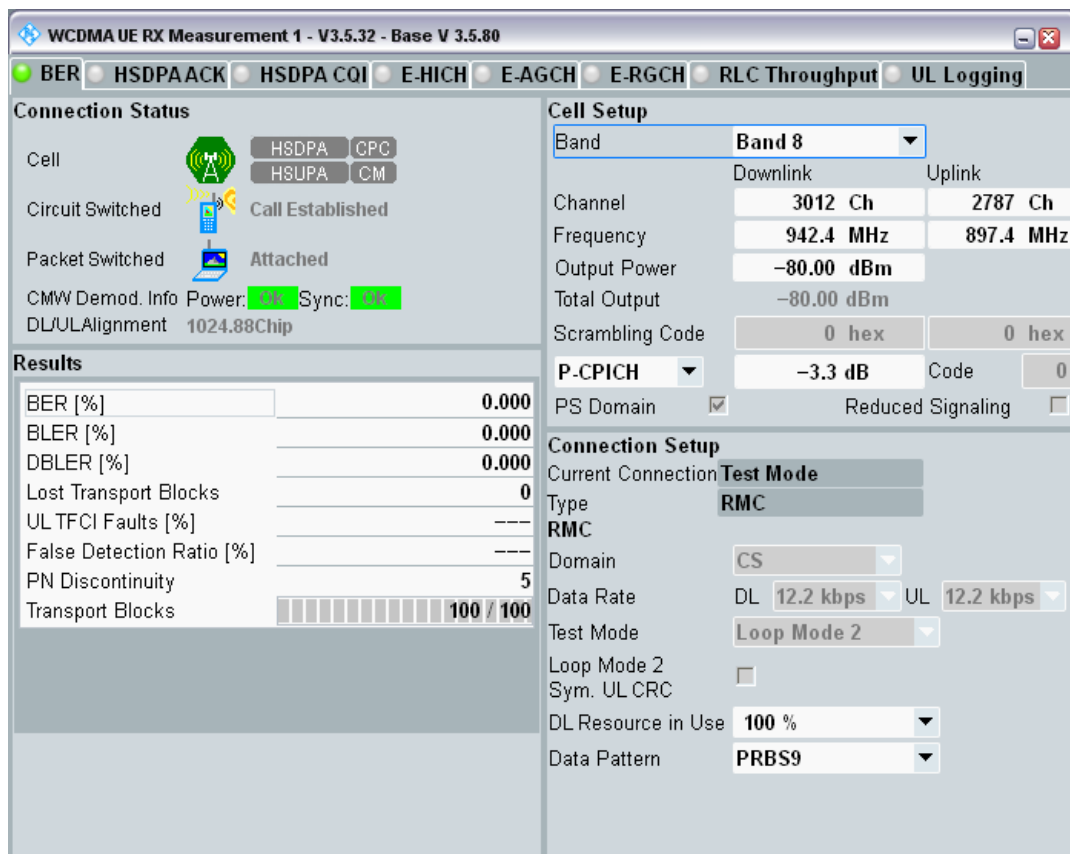 WCDMA UE RX Measurement 1 - V3.5.32 - Base V 3.5.80
BER HSDPA ACK HSDPA CQI E-HICH E-AGCH E-RGCH RLC Throughput UL Logging
Connection Status
Cell HSDPA CPC
HSUPA CM
Circuit Switched Call Established
Packet Switched Attached
CMW Demod. Info Power: Ok Sync: Ok
DL/UL Alignment 1024.88Chip
Results
BER [%] 0.000
BLER [%] 0.000
DBLER [%] 0.000
Lost Transport Blocks 0
UL TFCI Faults [%] ---
False Detection Ratio [%] ---
PN Discontinuity 5
Transport Blocks 100 / 100
Cell Setup
Band Band 8
Downlink Uplink
Channel 3012 Ch 2787 Ch
Frequency 942.4 MHz 897.4 MHz
Output Power −80.00 dBm
Total Output −80.00 dBm
Scrambling Code 0 hex 0 hex
P-CPICH −3.3 dB Code 0
PS Domain Reduced Signaling
Connection Setup
Current Connection Test Mode
Type RMC
RMC
Domain CS
Data Rate DL 12.2 kbps UL 12.2 kbps
Test Mode Loop Mode 2
Loop Mode 2
Sym. UL CRC
DL Resource in Use 100 %
Data Pattern PRBS9